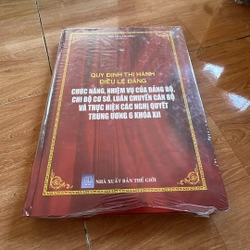 QUY ĐỊNH THI HÀNH
ĐIỀU LỆ ĐẢNG
CHỨC NĂNG, NHIỆM VỤ CỦA ĐẢNG BỘ,
CHI BỘ CƠ SỞ, LUÂN CHUYỂN CÁN BỘ
VÀ THỰC HIỆN CÁC NGHỊ QUYẾT
TRUNG ƯƠNG 6 KHÓA XII
NHÀ XUẤT BẢN THẾ GIỚI